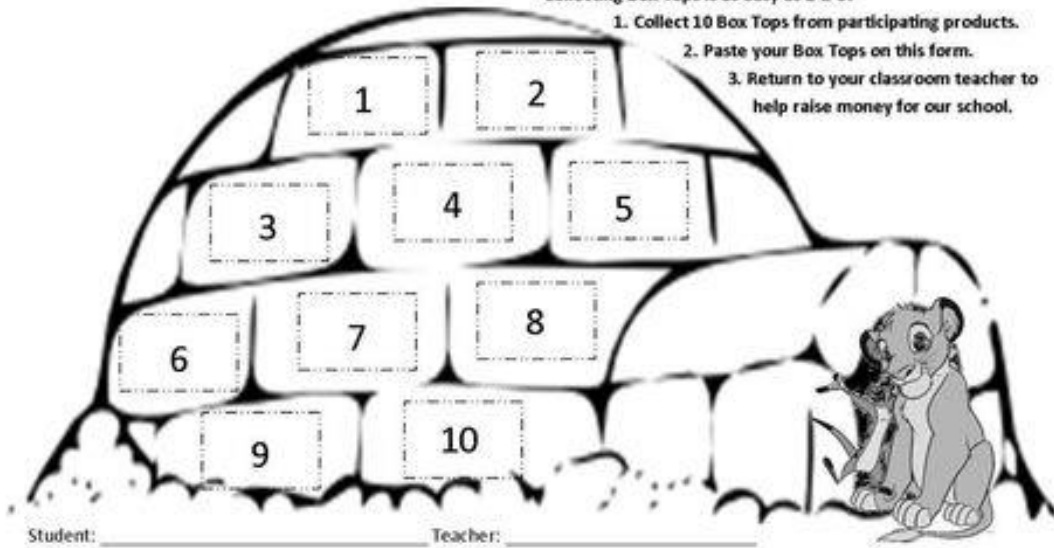 1. Collect 10 Box Tops from participating products.
2. Paste your Box Tops on this form.
3. Return to your classroom teacher to
help raise money for our school.
1
2
3
4
5
6
7
8
9
10
Student: Teacher: